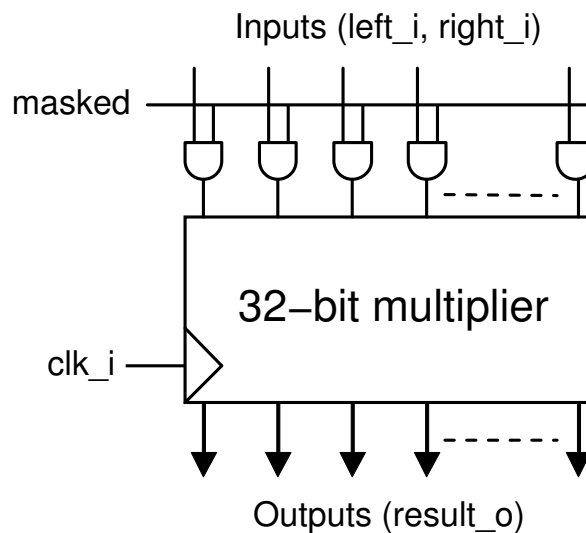 Inputs (left_i, right_i)
masked
32−bit multiplier
clk_i
Outputs (result_o)